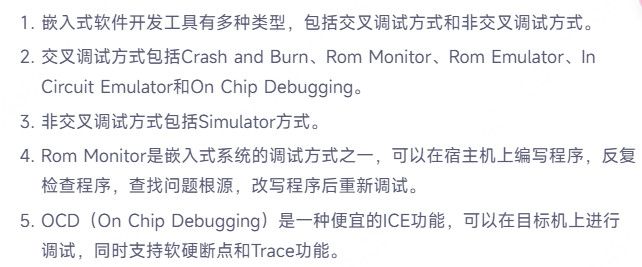 1. 嵌入式软件开发工具有多种类型，包括交叉调试方式和非交叉调试方式。
2. 交叉调试方式包括Crash and Burn、Rom Monitor、Rom Emulator、In
Circuit Emulator和On Chip Debugging。
3. 非交叉调试方式包括Simulator方式。
4. Rom Monitor是嵌入式系统的调试方式之一，可以在宿主机上编写程序，反复
检查程序，查找问题根源，改写程序后重新调试。
5. OCD（On Chip Debugging）是一种便宜的ICE功能，可以在目标机上进行
调试，同时支持软硬断点和Trace功能。